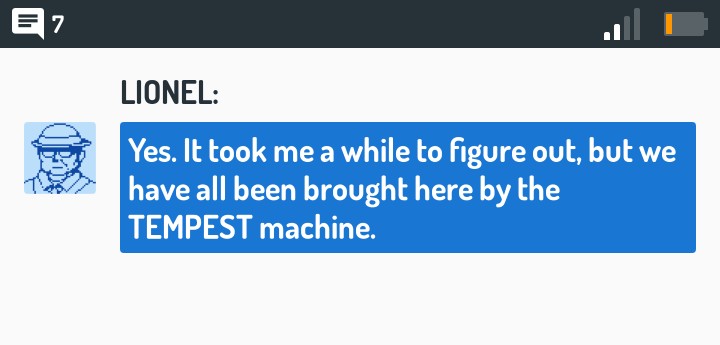 7
LIONEL:
Yes. It took me a while to figure out, but we
have all been brought here by the
TEMPEST machine.